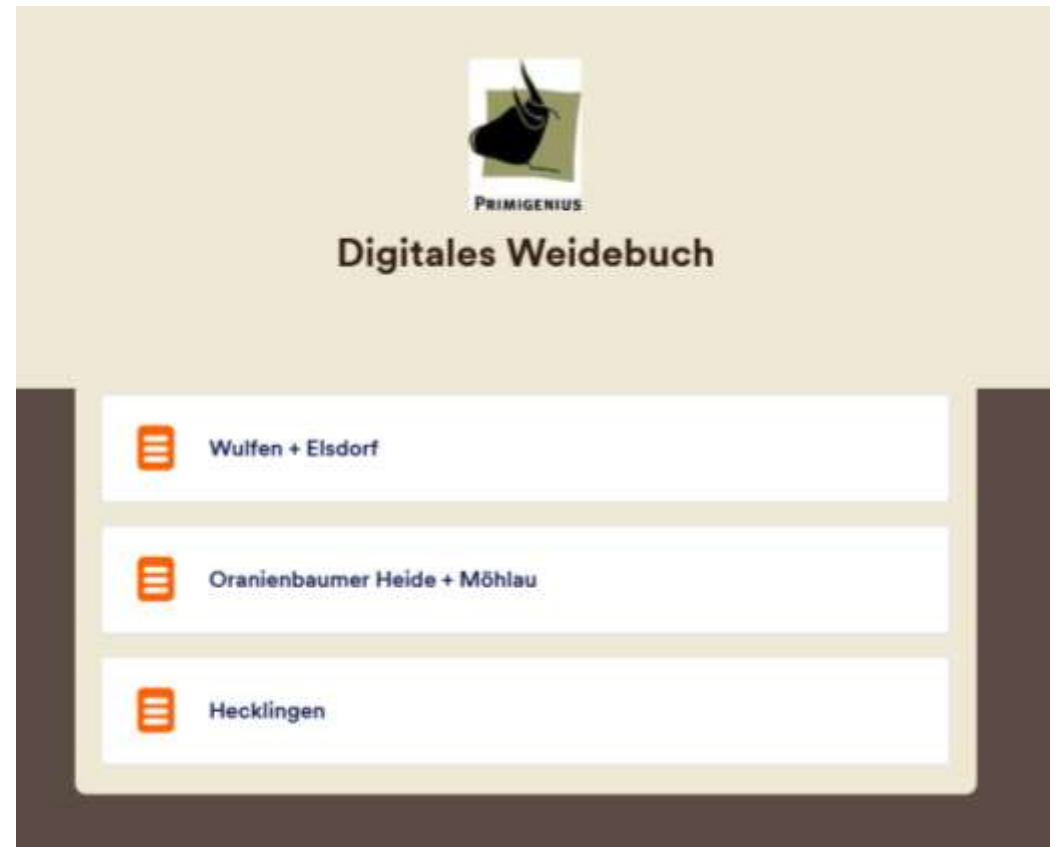 PRIMIGENIUS
Digitales Weidebuch
Wulfen + Elsdorf
Oranienbaumer Heide + Möhlau
Hecklingen